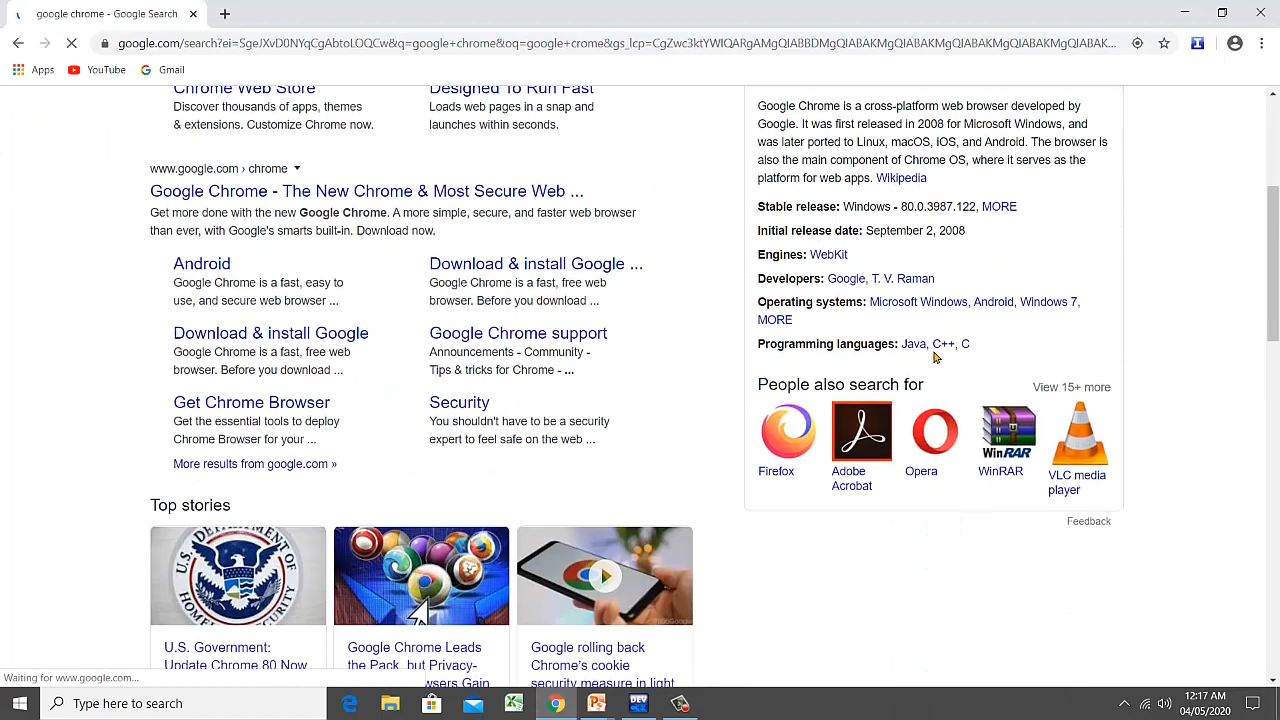 google chrome - Google Search
google.com/search?ei=SgeJXvD0NYqCgAbtoLOQCw&q=google+chrome&oq=google+crome&gs_lcp=CgZwc3ktYWIQARgAMgQIABBDMgQIABAKMgQIABAKMgQIABAKMgQIABAKMgQIABAK...
Apps
YouTube
Gmail
Chrome Web Store
Discover thousands of apps, themes
& extensions. Customize Chrome now.
Designed To Run Fast
Loads web pages in a snap and
launches within seconds.
www.google.com › chrome
Google Chrome - The New Chrome & Most Secure Web ...
Get more done with the new Google Chrome. A more simple, secure, and faster web browser
than ever, with Google's smarts built-in. Download now.
Android
Google Chrome is a fast, easy to
use, and secure web browser ...
Download & install Google ...
Google Chrome is a fast, free web
browser. Before you download ...
Download & install Google
Google Chrome is a fast, free web
browser. Before you download ...
Google Chrome support
Announcements - Community -
Tips & tricks for Chrome - ...
Get Chrome Browser
Get the essential tools to deploy
Chrome Browser for your ...
Security
You shouldn't have to be a security
expert to feel safe on the web ...
More results from google.com »
Top stories
U.S. Government:
Update Chrome 80 Now
Google Chrome Leads
the Pack, but Privacy-
wsers Gain
Google rolling back
Chrome's cookie
security measure in light
Google Chrome is a cross-platform web browser developed by
Google. It was first released in 2008 for Microsoft Windows, and
was later ported to Linux, macOS, iOS, and Android. The browser is
also the main component of Chrome OS, where it serves as the
platform for web apps. Wikipedia
Stable release: Windows - 80.0.3987.122, MORE
Initial release date: September 2, 2008
Engines: WebKit
Developers: Google, T. V. Raman
Operating systems: Microsoft Windows, Android, Windows 7,
MORE
Programming languages: Java, C++, C
People also search for
View 15+ more
WinRAR
Firefox
Adobe
Acrobat
Opera
WinRAR
VLC media
player
Feedback
Waiting for www.google.com...
Type here to search
DEV
12:17 AM
04/05/2020